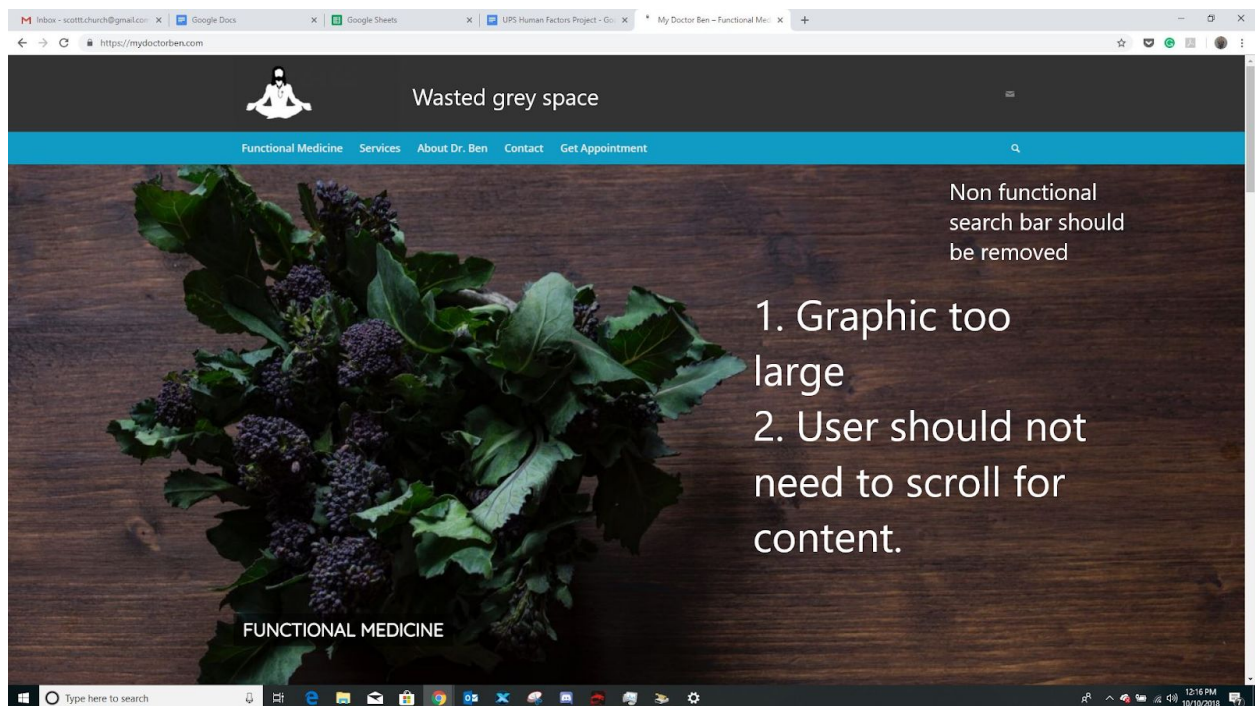 Inbox - scottt.church@gmail.com
Google Docs
Google Sheets
UPS Human Factors Project - Goo
My Doctor Ben – Functional Med
https://mydoctorben.com
Wasted grey space
Functional Medicine Services About Dr. Ben Contact Get Appointment
Non functional
search bar should
be removed
1. Graphic too
large
2. User should not
need to scroll for
content.
FUNCTIONAL MEDICINE
Type here to search
12:16 PM
10/10/2018